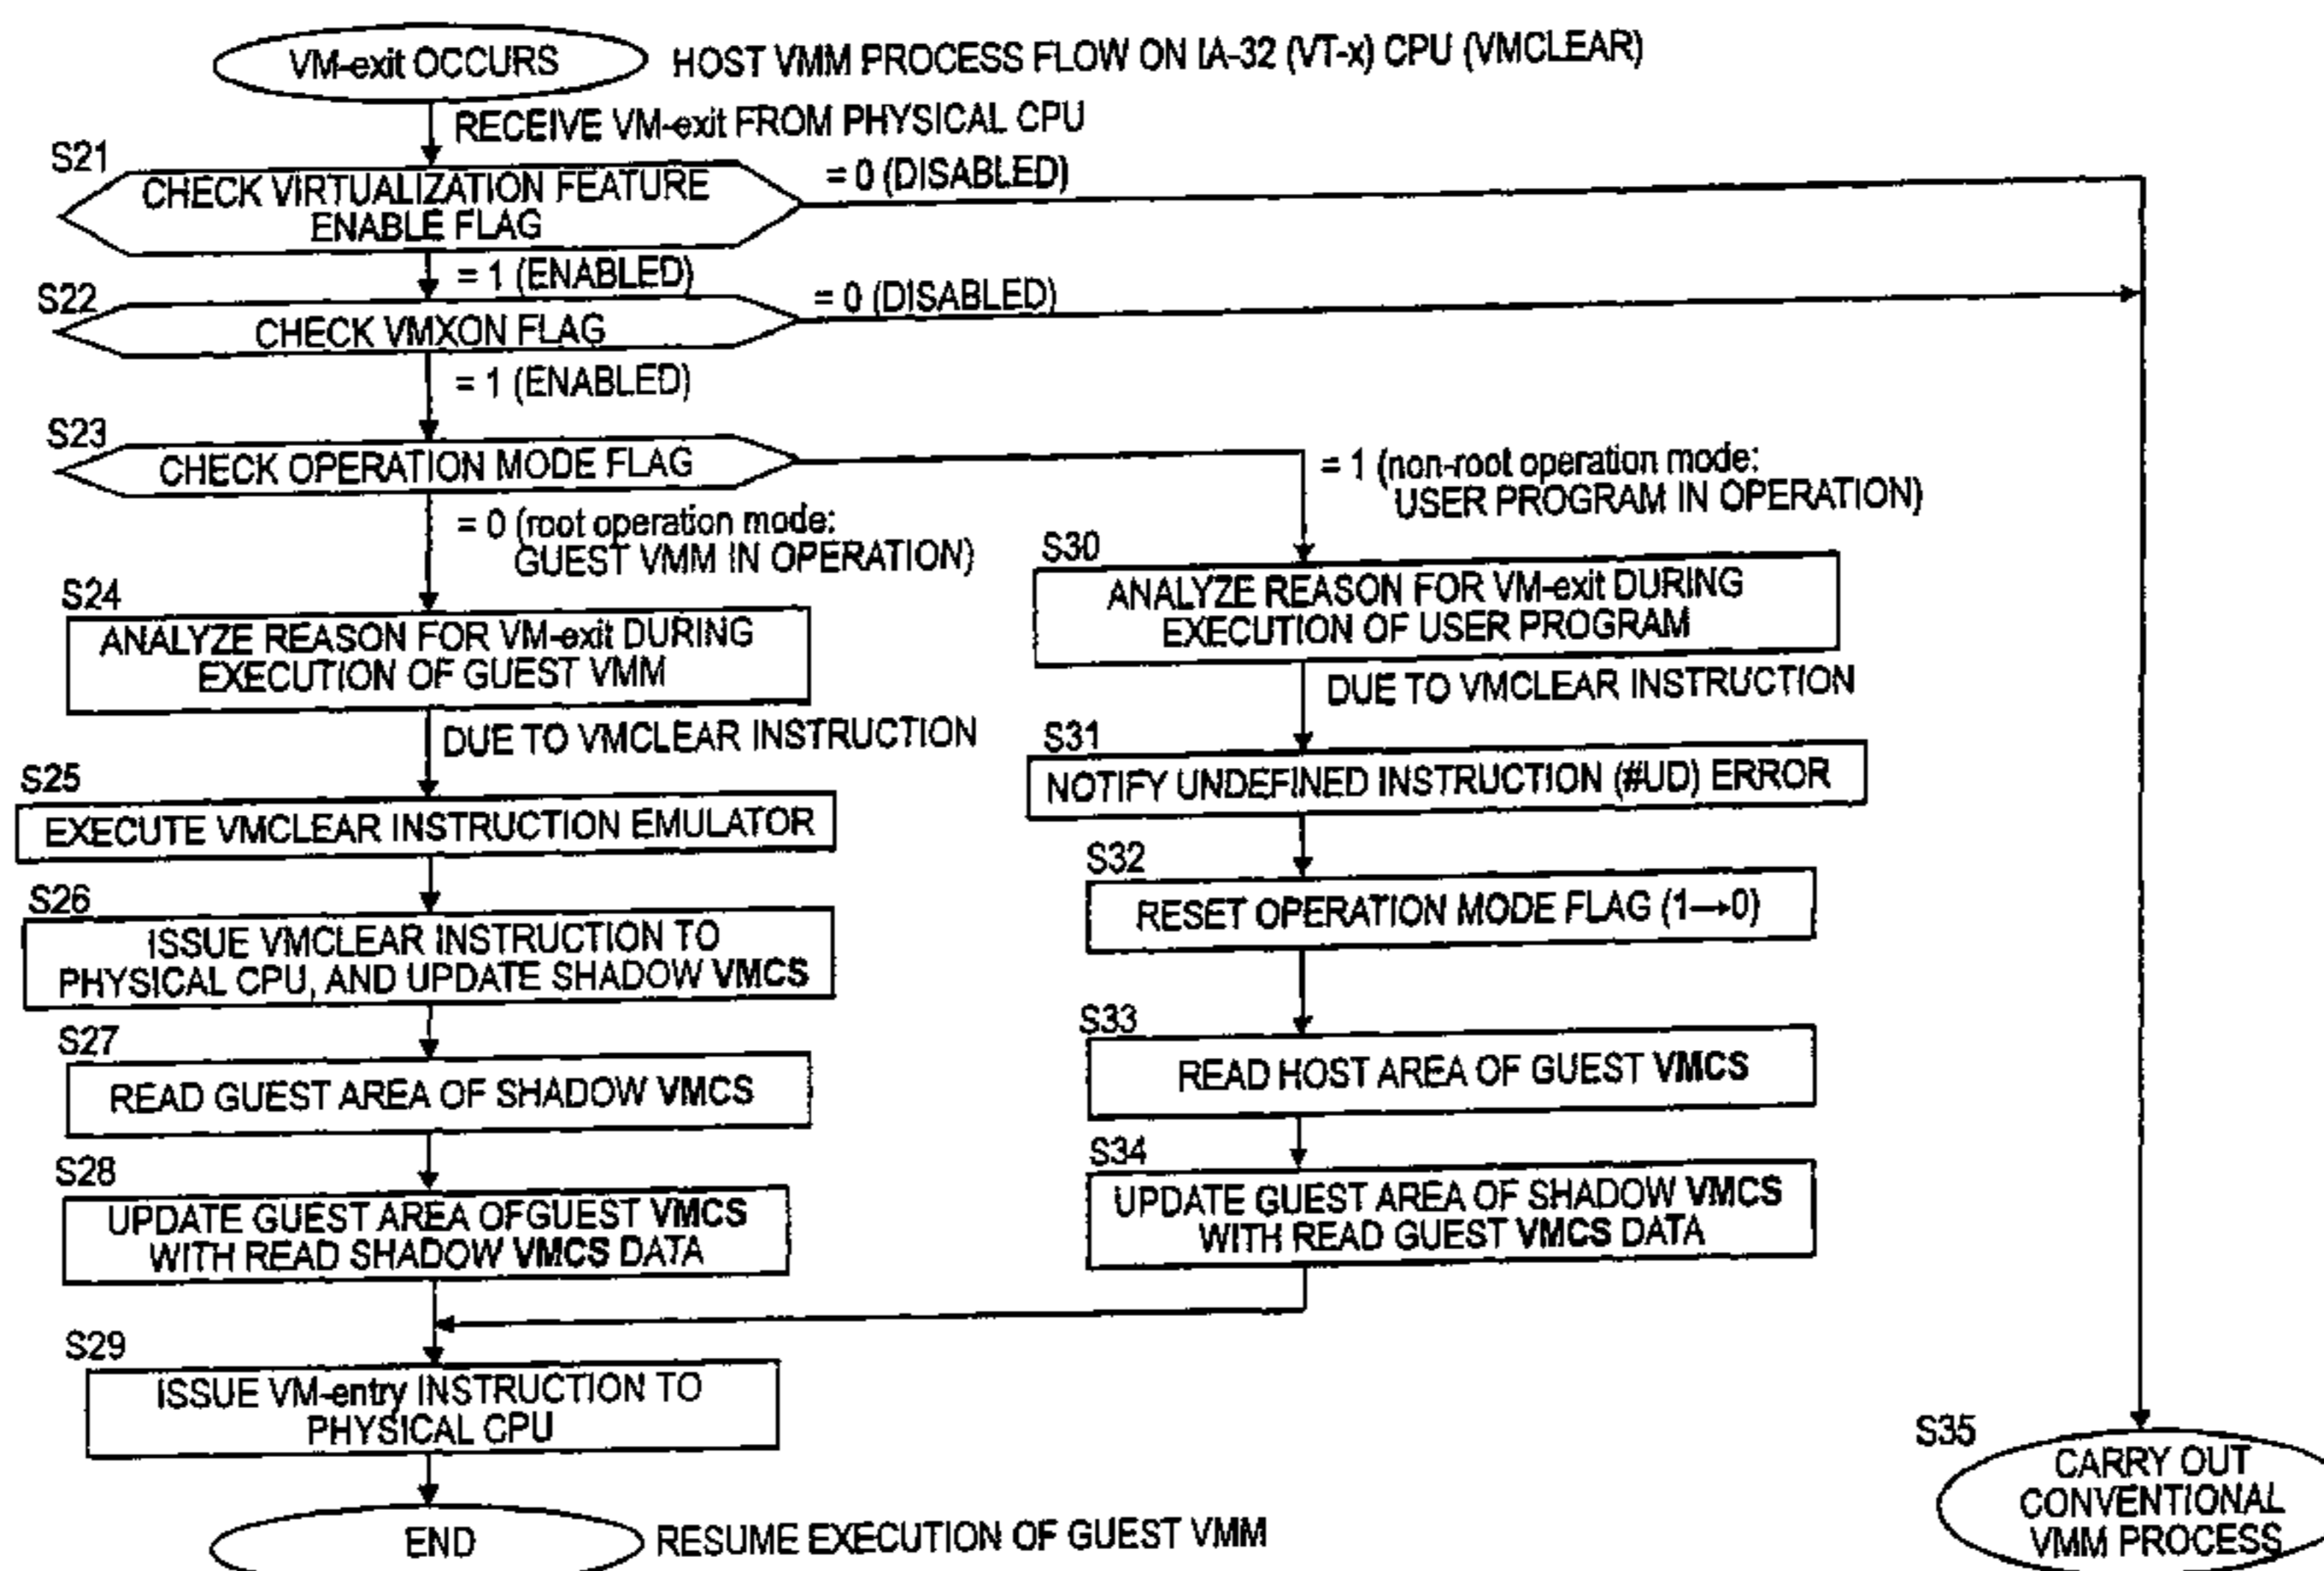 VM-exit OCCURS
HOST VMM PROCESS FLOW ON IA-32 (VT-x) CPU (VMCLEAR)
RECEIVE VM-exit FROM PHYSICAL CPU
S21
CHECK VIRTUALIZATION FEATURE
ENABLE FLAG
= 0 (DISABLED)
= 1 (ENABLED)
S22
CHECK VMXON FLAG
= 0 (DISABLED)
= 1 (ENABLED)
S23
CHECK OPERATION MODE FLAG
= 1 (non-root operation mode:
USER PROGRAM IN OPERATION)
= 0 (root operation mode:
GUEST VMM IN OPERATION)
S24
ANALYZE REASON FOR VM-exit DURING
EXECUTION OF GUEST VMM
DUE TO VMCLEAR INSTRUCTION
S25
EXECUTE VMCLEAR INSTRUCTION EMULATOR
S26
ISSUE VMCLEAR INSTRUCTION TO
PHYSICAL CPU, AND UPDATE SHADOW VMCS
S27
READ GUEST AREA OF SHADOW VMCS
S28
UPDATE GUEST AREA OFGUEST VMCS
WITH READ SHADOW VMCS DATA
S29
ISSUE VM-entry INSTRUCTION TO
PHYSICAL CPU
END
RESUME EXECUTION OF GUEST VMM
S30
ANALYZE REASON FOR VM-exit DURING
EXECUTION OF USER PROGRAM
DUE TO VMCLEAR INSTRUCTION
S31
NOTIFY UNDEFINED INSTRUCTION (#UD) ERROR
S32
RESET OPERATION MODE FLAG (1→0)
S33
READ HOST AREA OF GUEST VMCS
S34
UPDATE GUEST AREA OF SHADOW VMCS
WITH READ GUEST VMCS DATA
S35
CARRY OUT
CONVENTIONAL
VMM PROCESS